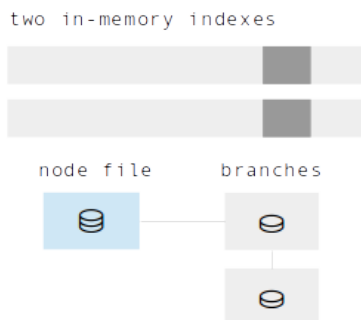 two in-memory indexes
node file
branches